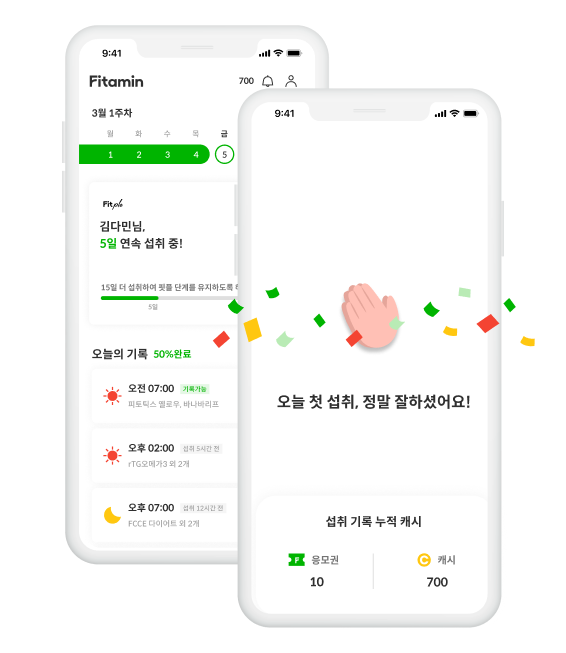 9:41
Fitamin
700
3월 1주차
월 화 수 목 금
1 2 3 4 5
Fitple
김다민님,
5일 연속 섭취 중!
15일 더 섭취하여 핏플 단계를 유지하도록
5일
오늘의 기록 50%완료
오전 07:00 기록가능
피토틱스 옐로우, 바나바리프
오후 02:00 섭취 5시간 전
rTG오메가3 외 2개
오후 07:00 섭취 12시간 전
FCCE 다이어트 외 2개
9:41
오늘 첫 섭취, 정말 잘하셨어요!
섭취 기록 누적 캐시
F 응모권
C 캐시
10
700